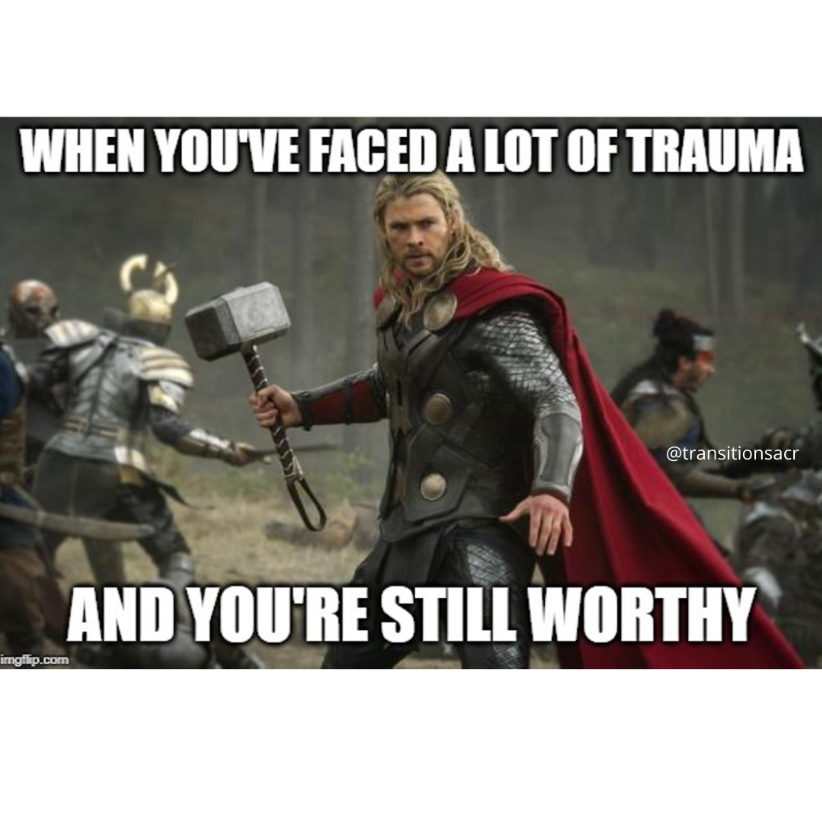 WHEN YOU'VE FACED A LOT OF TRAUMA
@transitionsacr
AND YOU'RE STILL WORTHY
imgflip.com